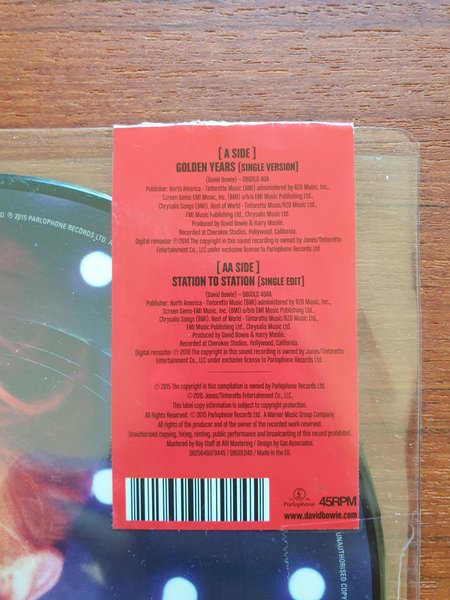 [ A SIDE ]
GOLDEN YEARS [SINGLE VERSION]
(David Bowie) - DBGOLD 40A
Publisher: North America - Tintoretto Music (BMI) administered by RZO Music, Inc.,
Screen Gems-EMI Music, Inc. (BMI) a/b/o EMI Music Publishing Ltd.,
Chrysalis Songs (BMI). Rest of World - Tintoretto Music/RZO Music Ltd.,
EMI Music Publishing Ltd., Chrysalis Music Ltd.
Produced by David Bowie & Harry Maslin.
Recorded at Cherokee Studios, Hollywood, California.
Digital remaster ℗ 2014 The copyright in this sound recording is owned by Jones/Tintoretto
Entertainment Co., LLC under exclusive license to Parlophone Records Ltd
[ AA SIDE ]
STATION TO STATION [SINGLE EDIT]
(David Bowie) - DBGOLD 40AA
Publisher: North America - Tintoretto Music (BMI) administered by RZO Music, Inc.,
Screen Gems-EMI Music, Inc. (BMI) a/b/o EMI Music Publishing Ltd.,
Chrysalis Songs (BMI), Rest of World - Tintoretto Music/RZO Music Ltd.,
EMI Music Publishing Ltd., Chrysalis Music Ltd.
Produced by David Bowie & Harry Maslin.
Recorded at Cherokee Studios, Hollywood, California.
Digital remaster ℗ 2010 The copyright in this sound recording is owned by Jones/Tintoretto
Entertainment Co., LLC under exclusive license to Parlophone Records Ltd
℗ 2015 The copyright in this compilation is owned by Parlophone Records Ltd.
© 2015 Jones/Tintoretto Entertainment Co., LLC.
This label copy information is subject to copyright protection.
All Rights Reserved. © 2015 Parlophone Records Ltd. A Warner Music Group Company.
All rights of the producer and of the owner of the recorded work reserved.
Unauthorised copying, hiring, renting, public performance and broadcasting of this record prohibited.
Mastered by Ray Staff at AIR Mastering / Design by Gas Associates.
0825646079445 / DBGOLD40 / Made in the EU.
Parlophone
45RPM
www.davidbowie.com
℗ 2015 PARLOPHONE RECORDS LTD.
UNAUTHORISED COPY